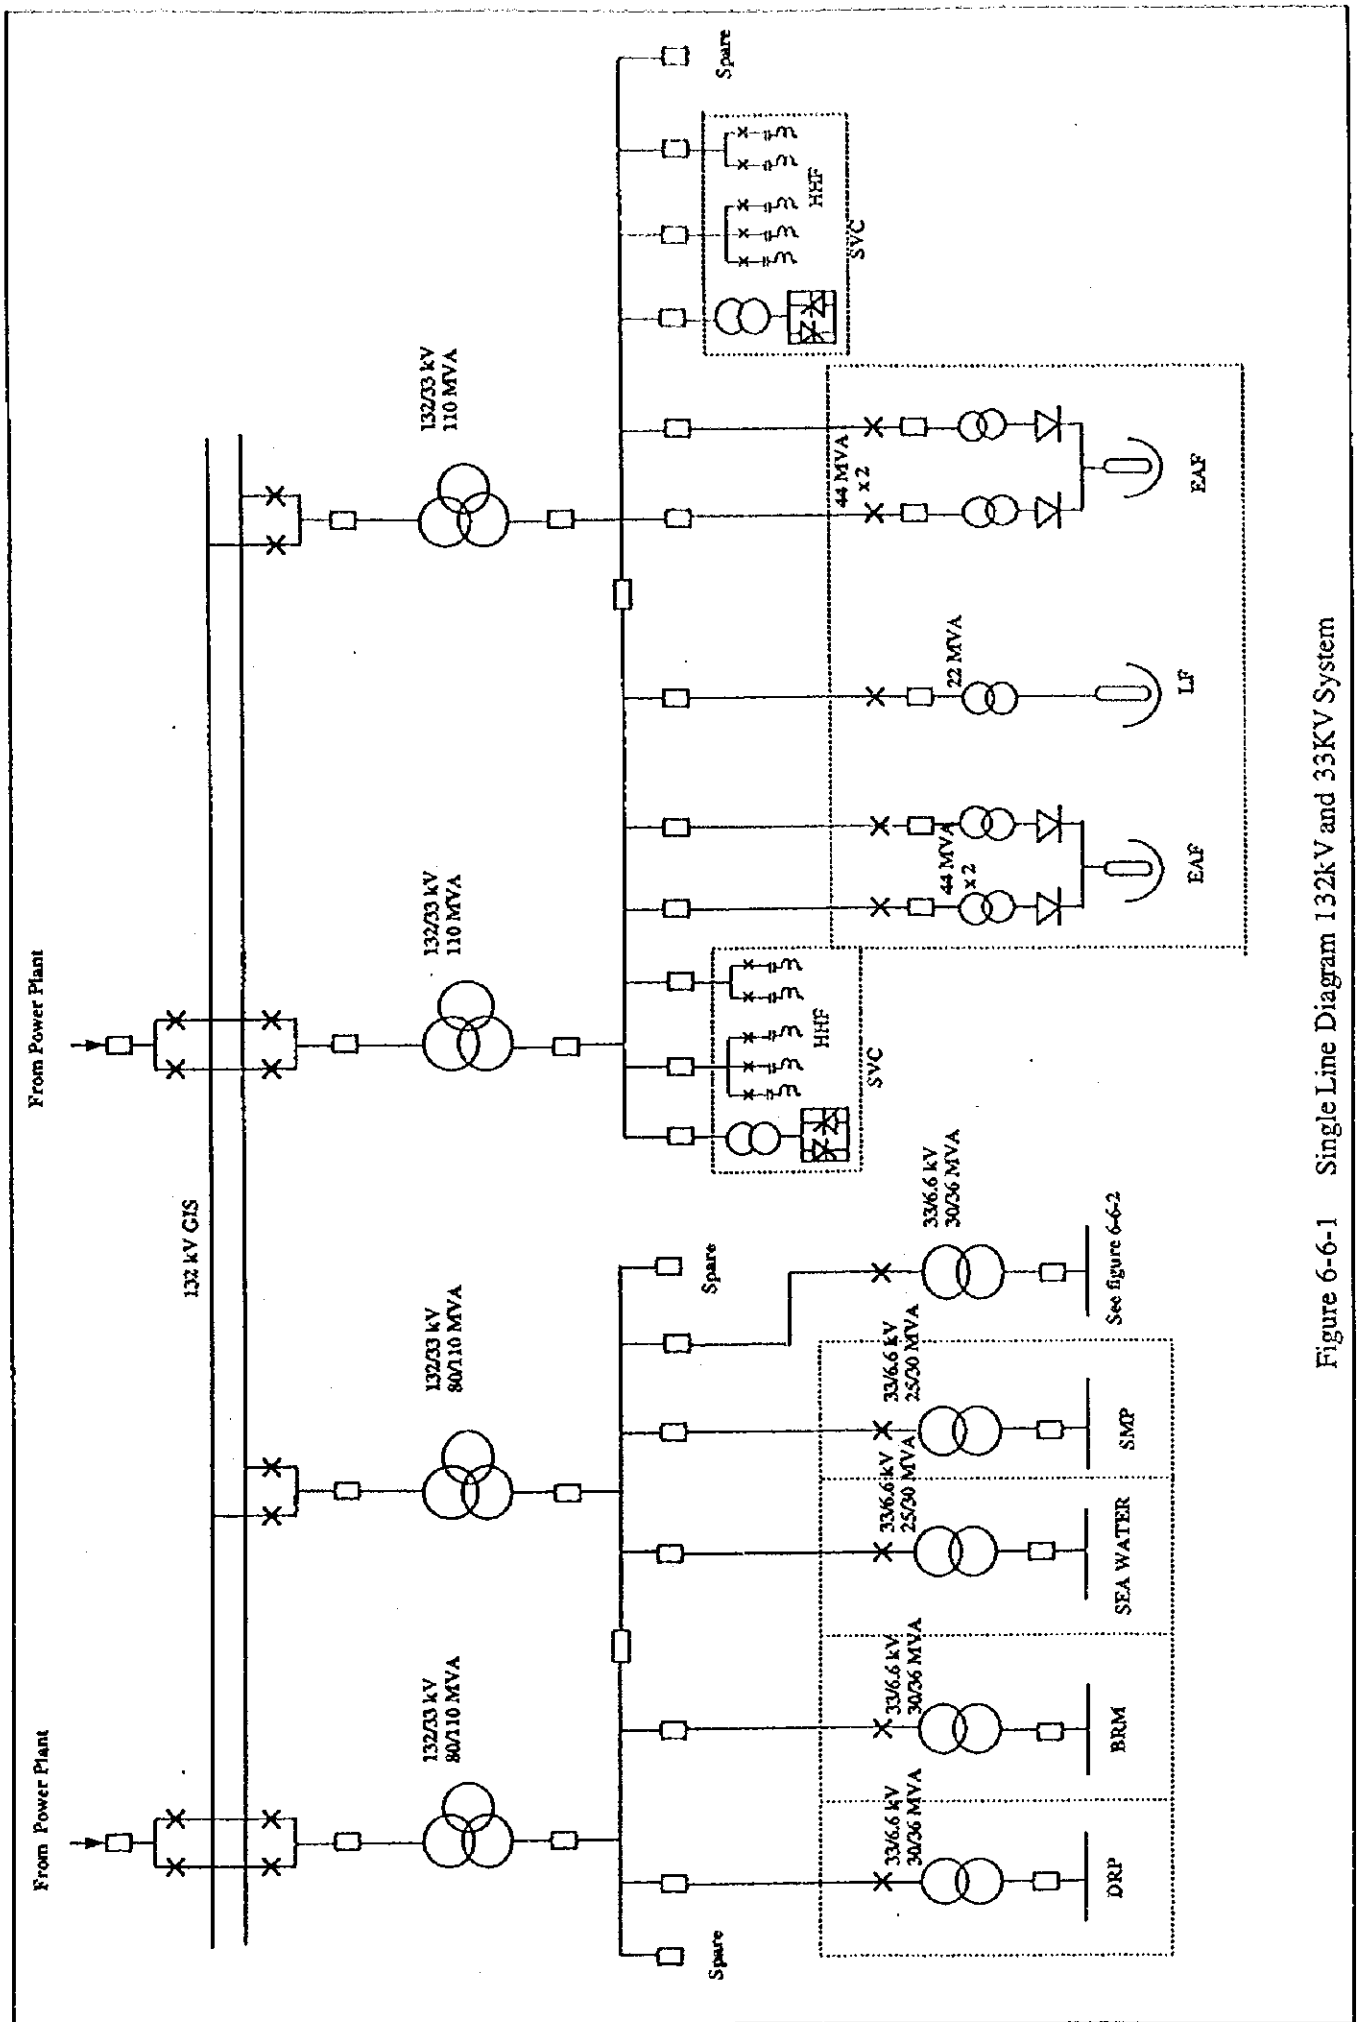 From Power Plant
From Power Plant
132 kV GIS
132/33 kV
80/110 MVA
132/33 kV
80/110 MVA
132/33 kV
110 MVA
132/33 kV
110 MVA
Spare
Spare
Spare
HHF
SVC
HHF
SVC
33/6.6 kV
30/36 MVA
33/6.6 kV
30/36 MVA
33/6.6 kV
25/30 MVA
33/6.6 kV
25/30 MVA
33/6.6 kV
30/36 MVA
44 MVA
x 2
22 MVA
44 MVA
x 2
DRP
BRM
SEA WATER
SMP
See figure 6-6-2
EAF
LF
EAF
Figure 6-6-1 Single Line Diagram 132kV and 33KV System